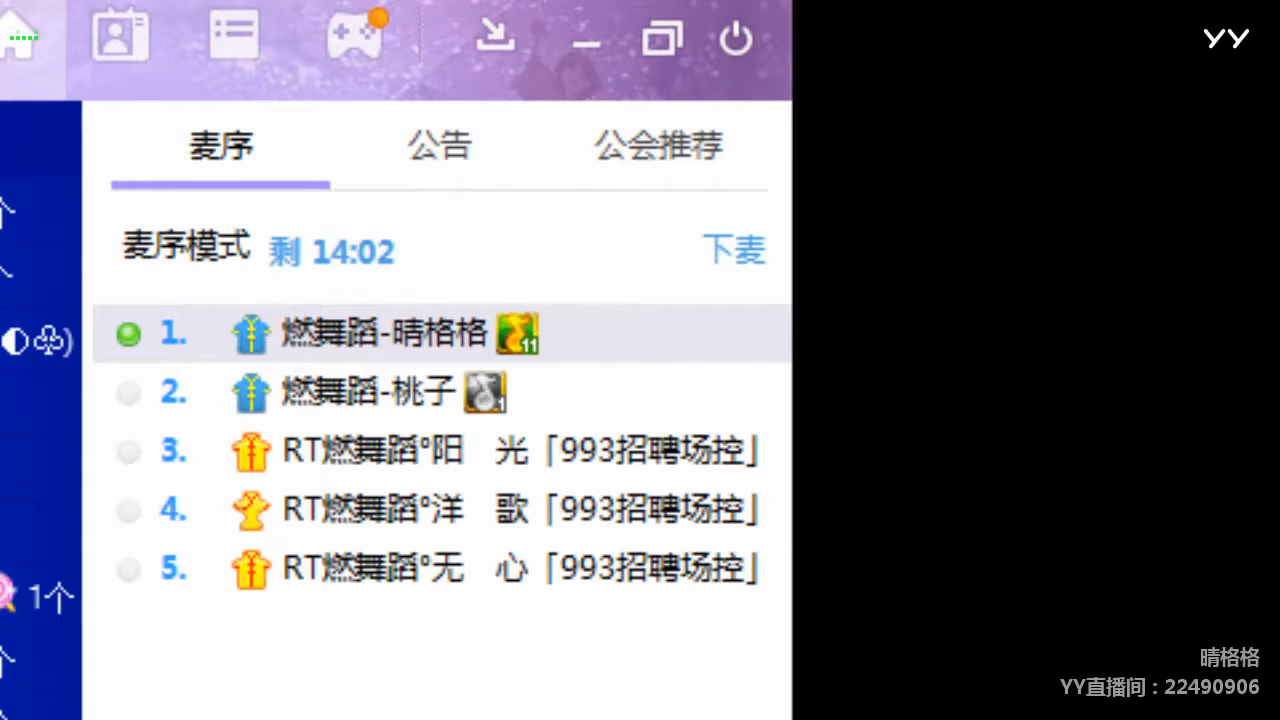 YY
麦序 公告 公会推荐
麦序模式 剩 14:02 下麦
1. 燃舞蹈-晴格格 11
2. 燃舞蹈-桃子 1
3. RT燃舞蹈°阳 光「993招聘场控」
4. RT燃舞蹈°洋 歌「993招聘场控」
5. RT燃舞蹈°无 心「993招聘场控」
个
♣)
1个
个
晴格格
YY直播间：22490906